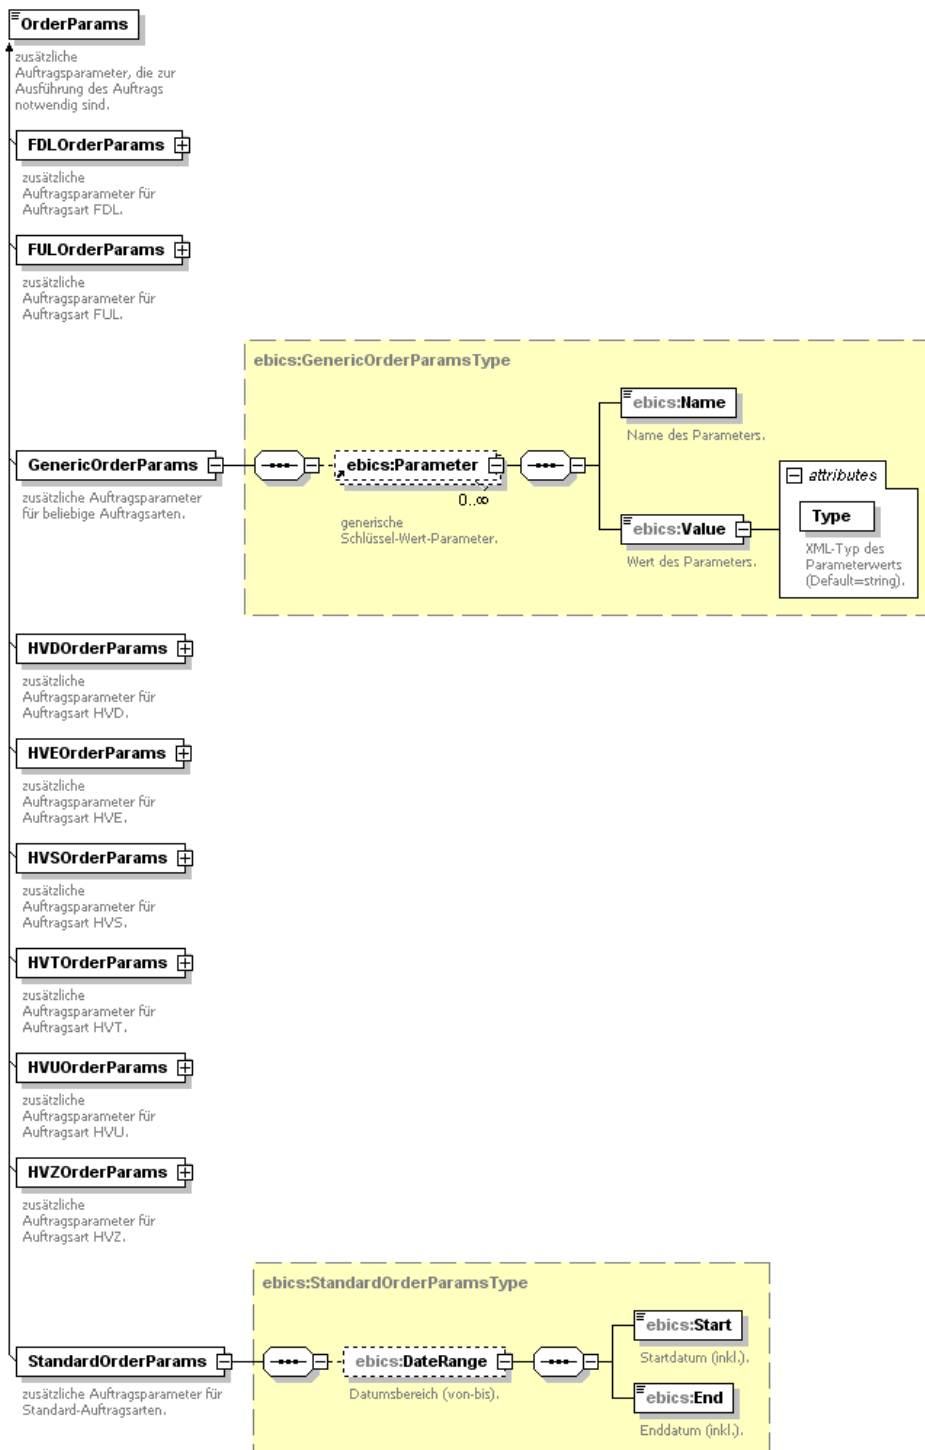 OrderParams
zusätzliche
Auftragsparameter, die zur
Ausführung des Auftrags
notwendig sind.
FDLOrderParams
zusätzliche
Auftragsparameter für
Auftragsart FDL.
FULOrderParams
zusätzliche
Auftragsparameter für
Auftragsart FUL.
ebics:GenericOrderParamsType
GenericOrderParams
zusätzliche Auftragsparameter
für beliebige Auftragsarten.
ebics:Parameter
0..∞
generische
Schlüssel-Wert-Parameter.
ebics:Name
Name des Parameters.
ebics:Value
Wert des Parameters.
attributes
Type
XML-Typ des
Parameterwerts
(Default=string).
HVDOrderParams
zusätzliche
Auftragsparameter für
Auftragsart HVD.
HVEOrderParams
zusätzliche
Auftragsparameter für
Auftragsart HVE.
HVSOrderParams
zusätzliche
Auftragsparameter für
Auftragsart HVS.
HVTOrderParams
zusätzliche
Auftragsparameter für
Auftragsart HVT.
HVUOrderParams
zusätzliche
Auftragsparameter für
Auftragsart HVU.
HVZOrderParams
zusätzliche
Auftragsparameter für
Auftragsart HVZ.
ebics:StandardOrderParamsType
StandardOrderParams
zusätzliche Auftragsparameter für
Standard-Auftragsarten.
ebics:DateRange
Datumsbereich (von-bis).
ebics:Start
Startdatum (inkl.).
ebics:End
Enddatum (inkl.).